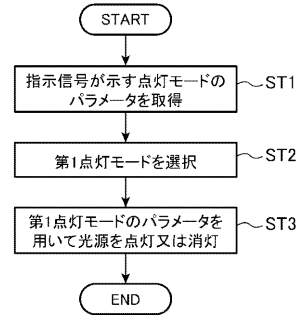 START
指示信号が示す点灯モードの
パラメータを取得
ST1
第1点灯モードを選択
ST2
第1点灯モードのパラメータを
用いて光源を点灯又は消灯
ST3
END